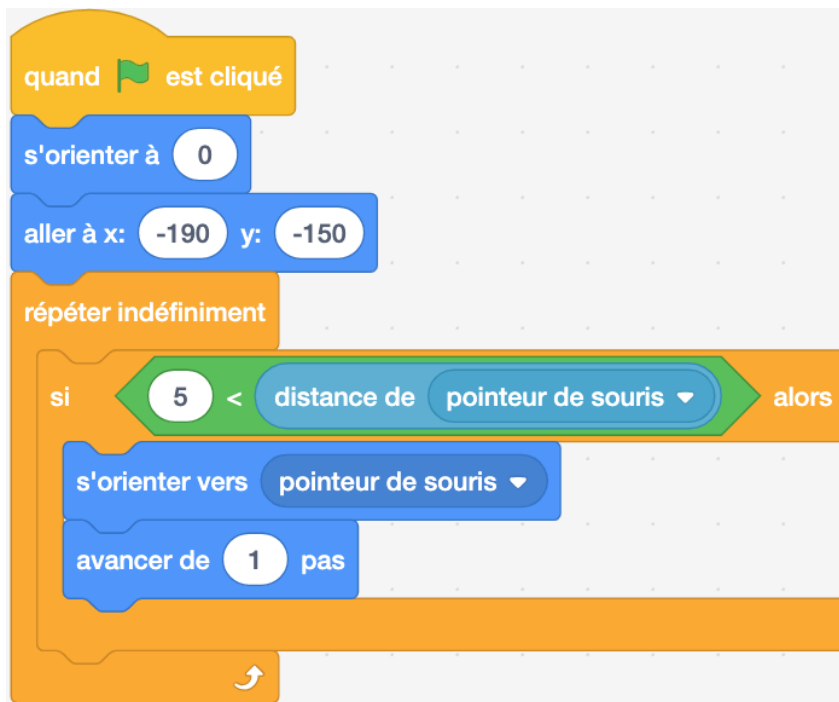 quand est cliqué
s'orienter à 0
aller à x: -190 y: -150
répéter indéfiniment
si 5 < distance de pointeur de souris alors
s'orienter vers pointeur de souris
avancer de 1 pas